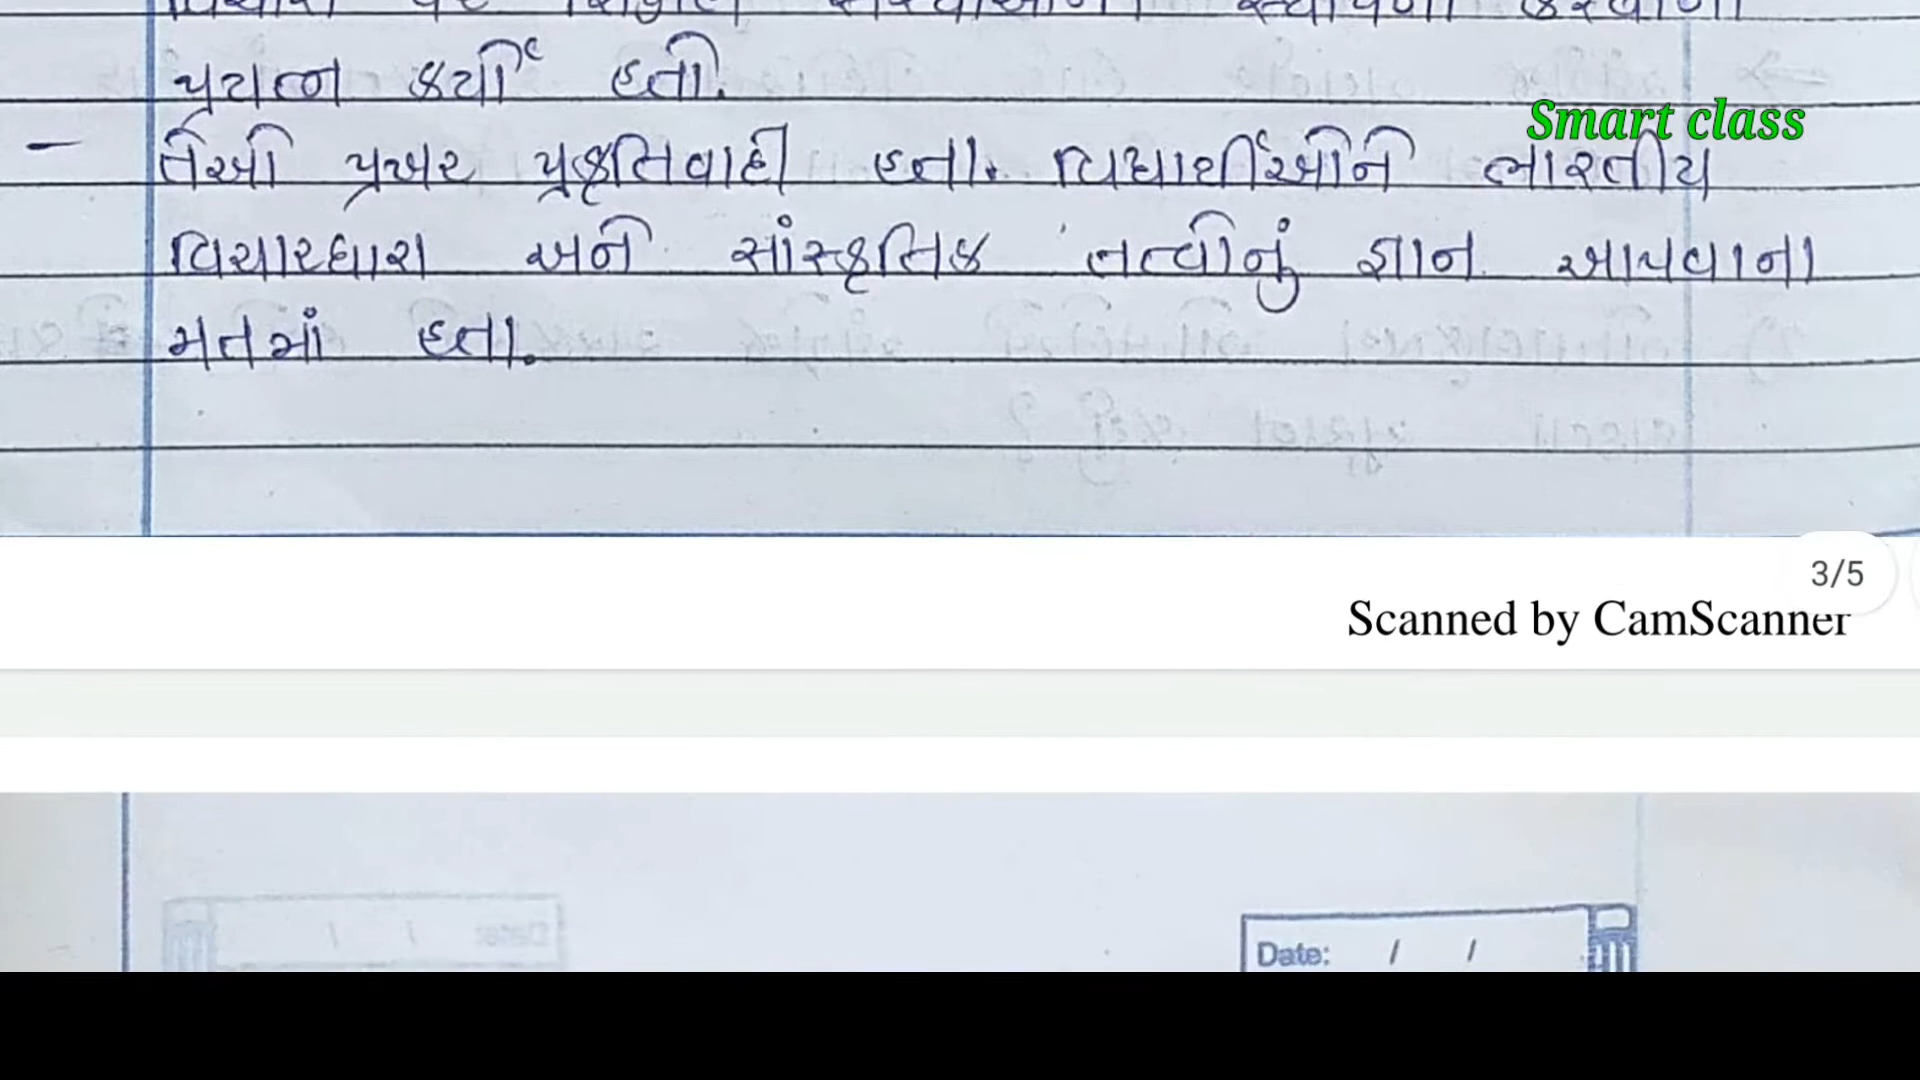 પ્રયત્ન કર્યો હતો.
Smart class
- તેઓ પ્રખર પ્રકૃતિવાદી હતા. વિદ્યાર્થીઓને ભારતીય
વિચારધારા અને સાંસ્કૃતિક તત્વોનું જ્ઞાન આપવાના
મતમાં હતા.
3/5
Scanned by CamScanner
Date: / /